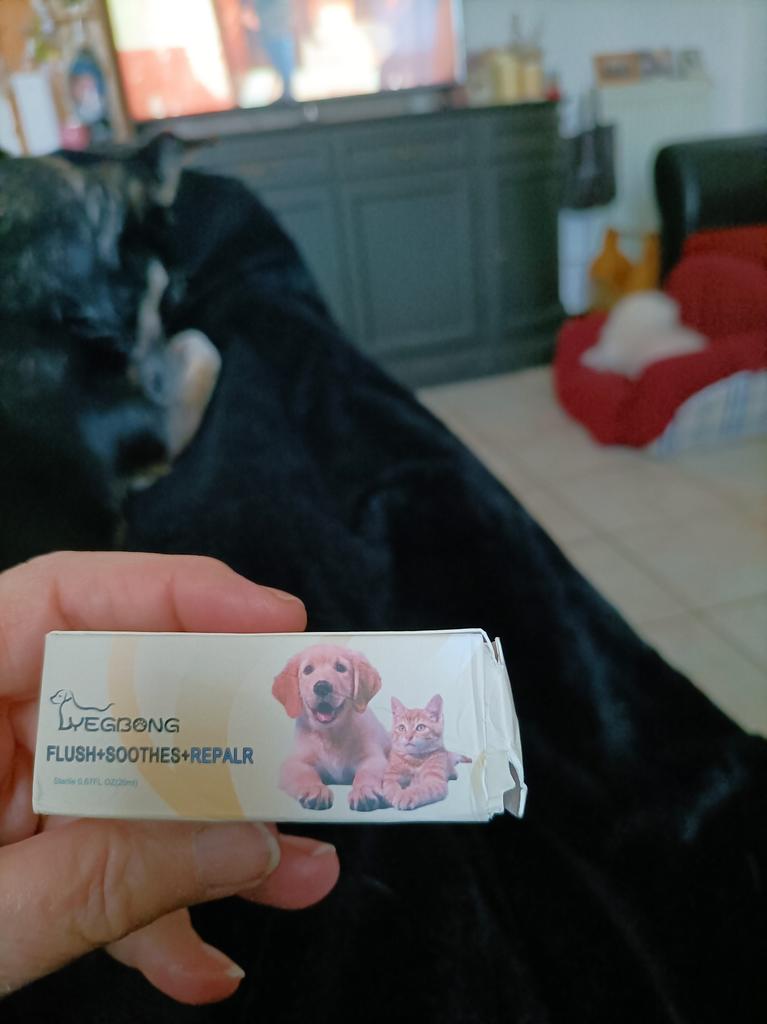 YEGBONG
FLUSH+SOOTHES+REPALR
Sterile 0.67FL OZ(20ml)